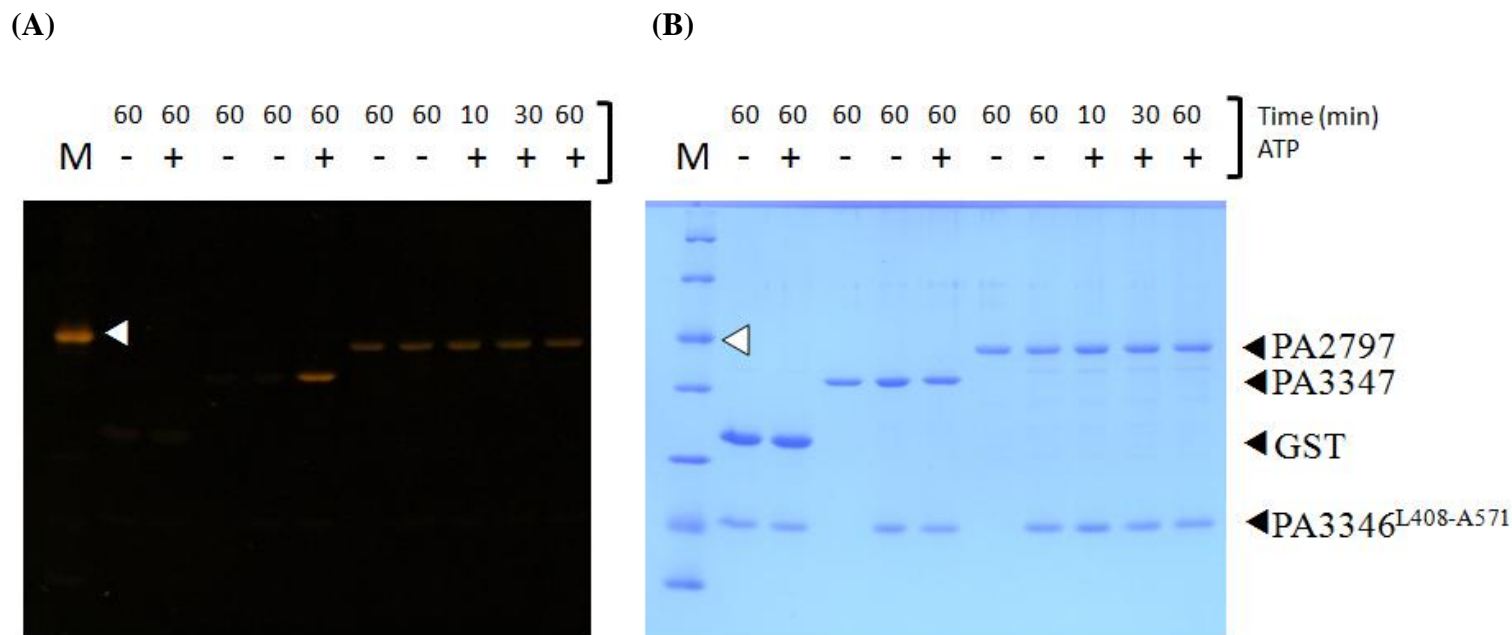 (A)
60 60 60 60 60 60 60 10 30 60
M - + - - + - - + + +
(B)
60 60 60 60 60 60 60 10 30 60 Time (min)
M - + - - + - - + + + ATP
PA2797
PA3347
GST
PA3346L408-A571